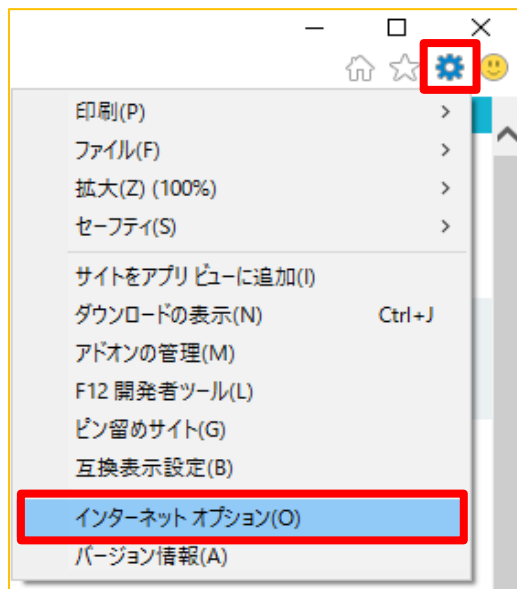 印刷(P)
ファイル(F)
拡大(Z) (100%)
セーフティ(S)
サイトをアプリ ビューに追加(I)
ダウンロードの表示(N) Ctrl+J
アドオンの管理(M)
F12 開発者ツール(L)
ピン留めサイト(G)
互換表示設定(B)
インターネット オプション(O)
バージョン情報(A)